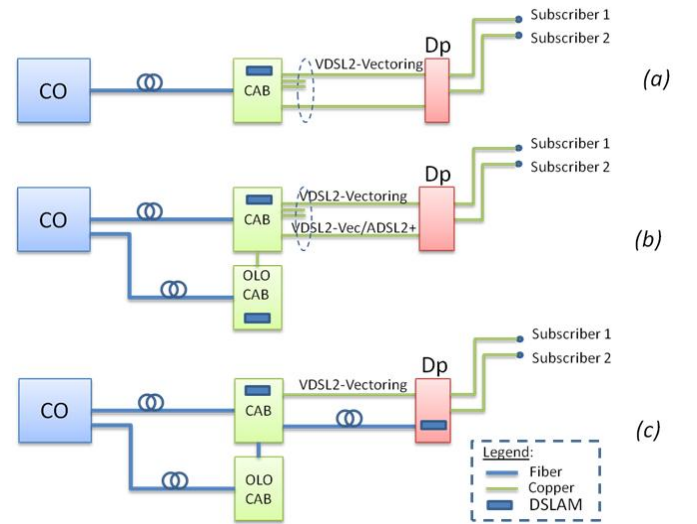 Subscriber 1
Dp
Subscriber 2
VDSL2-Vectoring
CO
CAB
(a)
Subscriber 1
Dp
Subscriber 2
VDSL2-Vectoring
CO
CAB
VDSL2-Vec/ADSL2+
(b)
OLO
CAB
Subscriber 1
Dp
Subscriber 2
VDSL2-Vectoring
CO
CAB
(c)
OLO
CAB
Legend:
Fiber
Copper
DSLAM